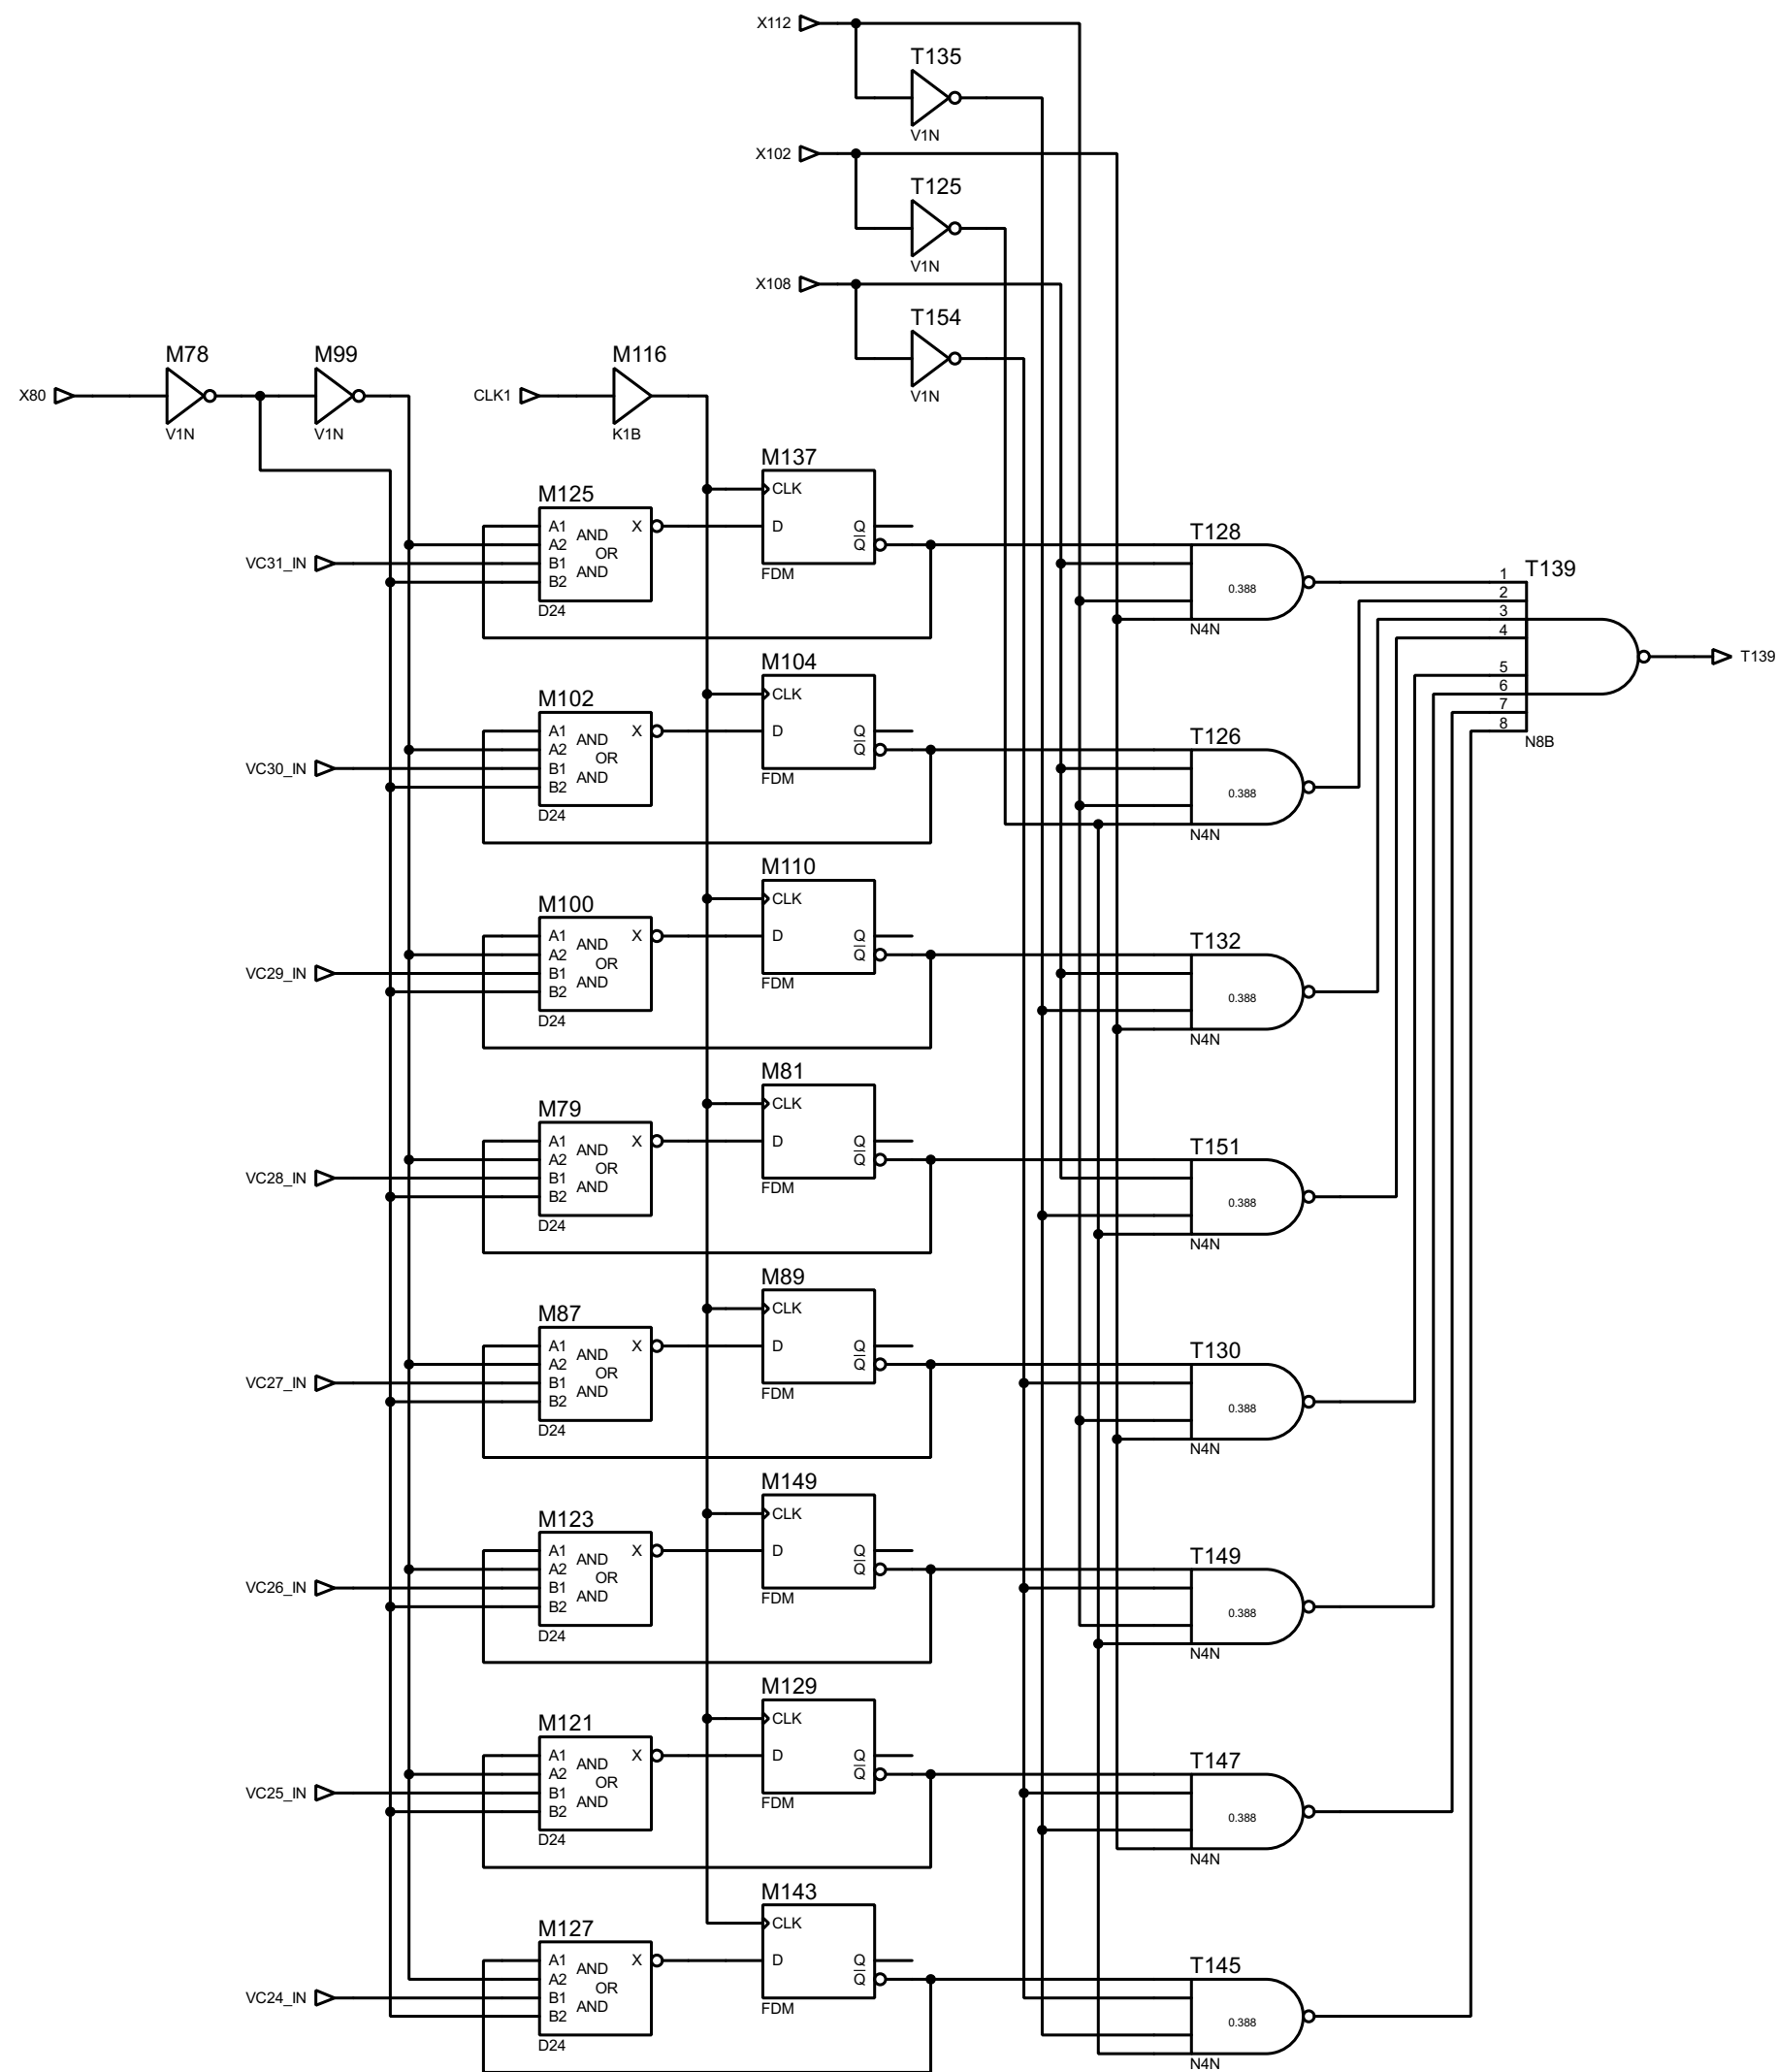 X112
T135
V1N
X102
T125
V1N
X108
T154
V1N
X80
M78
V1N
M99
V1N
CLK1
M116
K1B
VC31_IN
M125
A1 AND X
A2 OR
B1 AND
B2
D24
M137
CLK
D Q
Q
FDM
T128
0.388
N4N
VC30_IN
M102
A1 AND X
A2 OR
B1 AND
B2
D24
M104
CLK
D Q
Q
FDM
T126
0.388
N4N
VC29_IN
M100
A1 AND X
A2 OR
B1 AND
B2
D24
M110
CLK
D Q
Q
FDM
T132
0.388
N4N
VC28_IN
M79
A1 AND X
A2 OR
B1 AND
B2
D24
M81
CLK
D Q
Q
FDM
T151
0.388
N4N
VC27_IN
M87
A1 AND X
A2 OR
B1 AND
B2
D24
M89
CLK
D Q
Q
FDM
T130
0.388
N4N
VC26_IN
M123
A1 AND X
A2 OR
B1 AND
B2
D24
M149
CLK
D Q
Q
FDM
T149
0.388
N4N
VC25_IN
M121
A1 AND X
A2 OR
B1 AND
B2
D24
M129
CLK
D Q
Q
FDM
T147
0.388
N4N
VC24_IN
M127
A1 AND X
A2 OR
B1 AND
B2
D24
M143
CLK
D Q
Q
FDM
T145
0.388
N4N
T139
1
2
3
4
5
6
7
8
N8B
T139